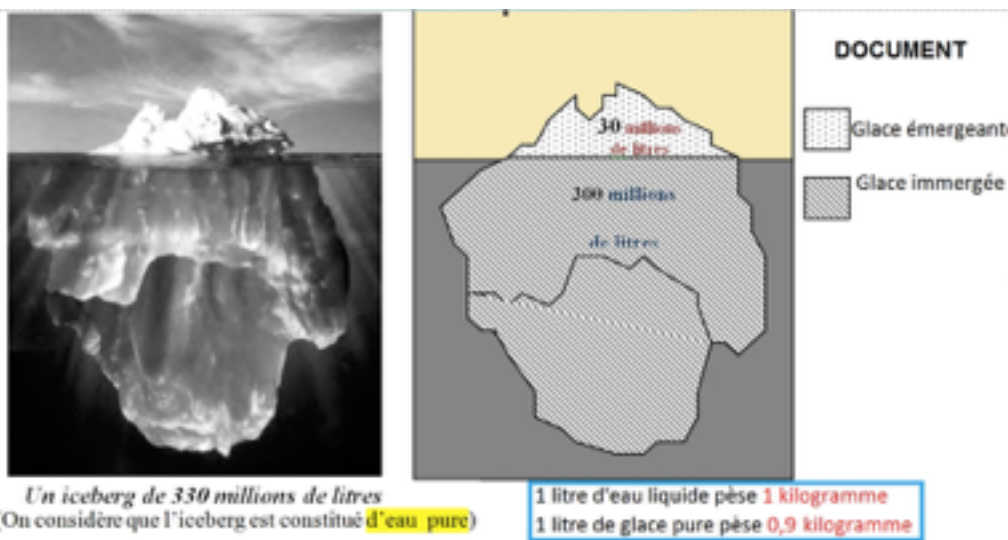 DOCUMENT
30 millions
de litres
Glace émergeante
300 millions
de litres
Glace immergée
Un iceberg de 330 millions de litres
(On considère que l'iceberg est constitué d'eau pure)
1 litre d'eau liquide pèse 1 kilogramme
1 litre de glace pure pèse 0,9 kilogramme